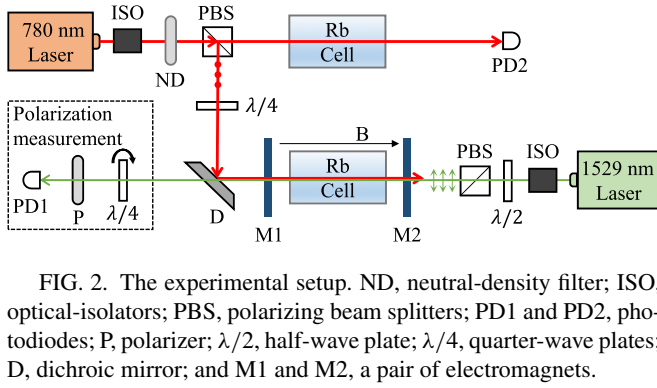 780 nm
Laser
ISO
ND
PBS
Rb
Cell
PD2
λ/4
Polarization
measurement
PD1
P
λ/4
D
M1
B
Rb
Cell
M2
PBS
λ/2
ISO
1529 nm
Laser
FIG. 2. The experimental setup. ND, neutral-density filter; ISO,
optical-isolators; PBS, polarizing beam splitters; PD1 and PD2, pho-
todiodes; P, polarizer; λ/2, half-wave plate; λ/4, quarter-wave plates;
D, dichroic mirror; and M1 and M2, a pair of electromagnets.